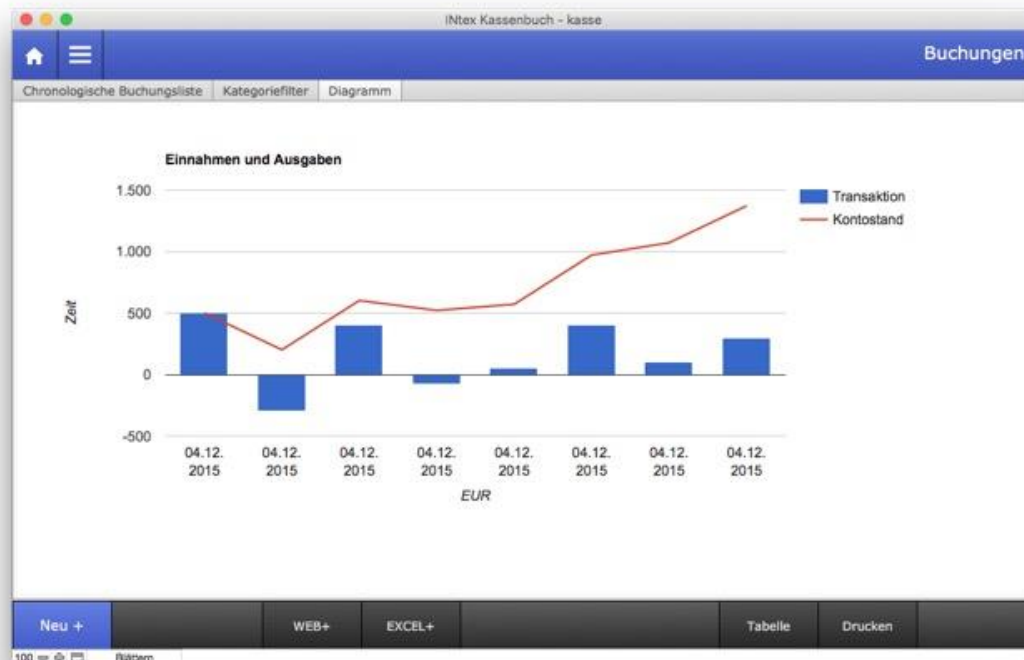 INtex Kassenbuch – kasse
Buchungen
Chronologische Buchungsliste Kategoriefilter Diagramm
Einnahmen und Ausgaben
1.500
1.000
500
0
-500
Zeit
Transaktion
Kontostand
04.12. 04.12. 04.12. 04.12. 04.12. 04.12. 04.12. 04.12.
2015 2015 2015 2015 2015 2015 2015 2015
EUR
Neu + WEB+ EXCEL+ Tabelle Drucken
100 Blättern